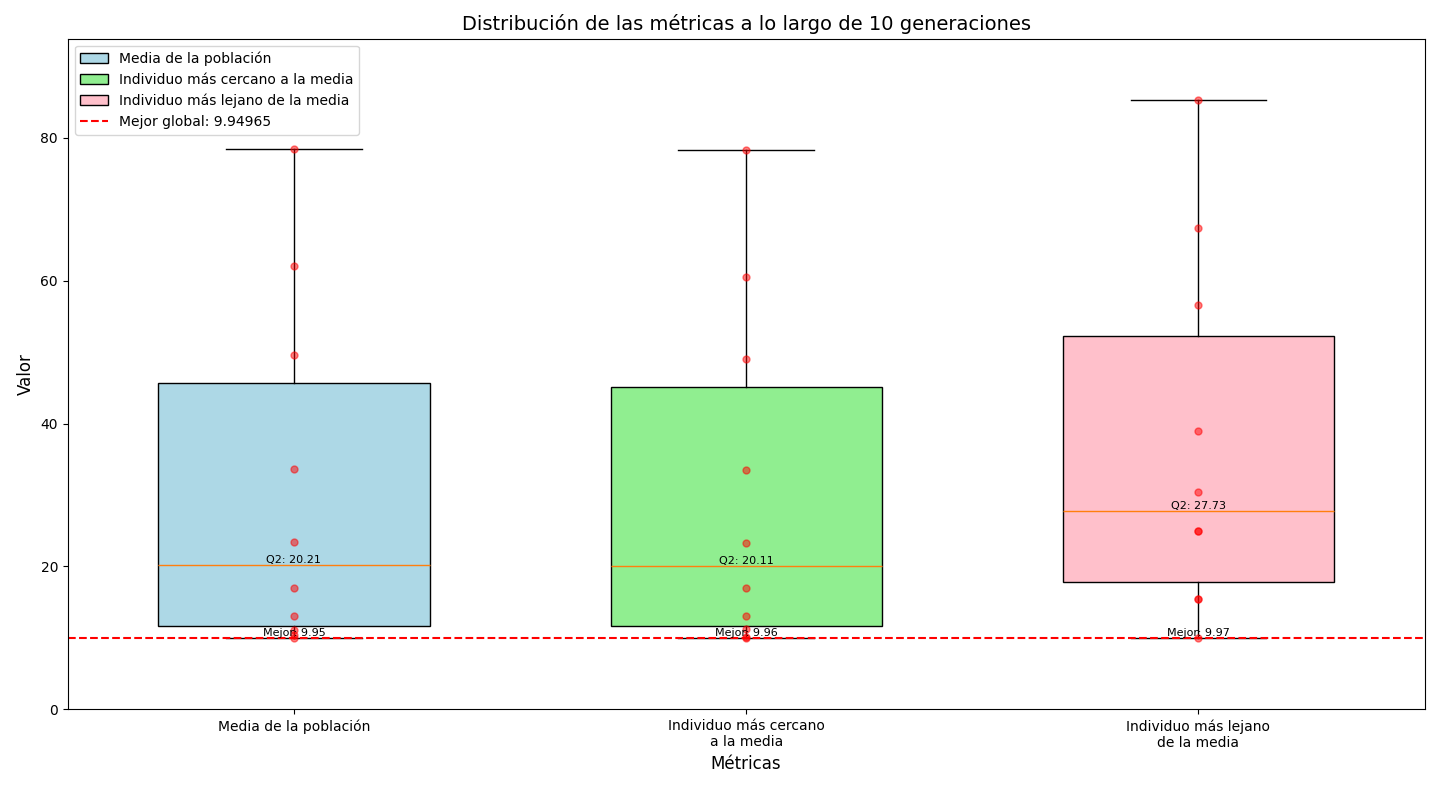 Distribución de las métricas a lo largo de 10 generaciones
Media de la población
Individuo más cercano a la media
Individuo más lejano de la media
Mejor global: 9.94965
Valor
80
60
40
20
0
Q2: 20.21
Mejor: 9.95
Q2: 20.11
Mejor: 9.96
Q2: 27.73
Mejor: 9.97
Media de la población
Individuo más cercano
a la media
Individuo más lejano
de la media
Métricas